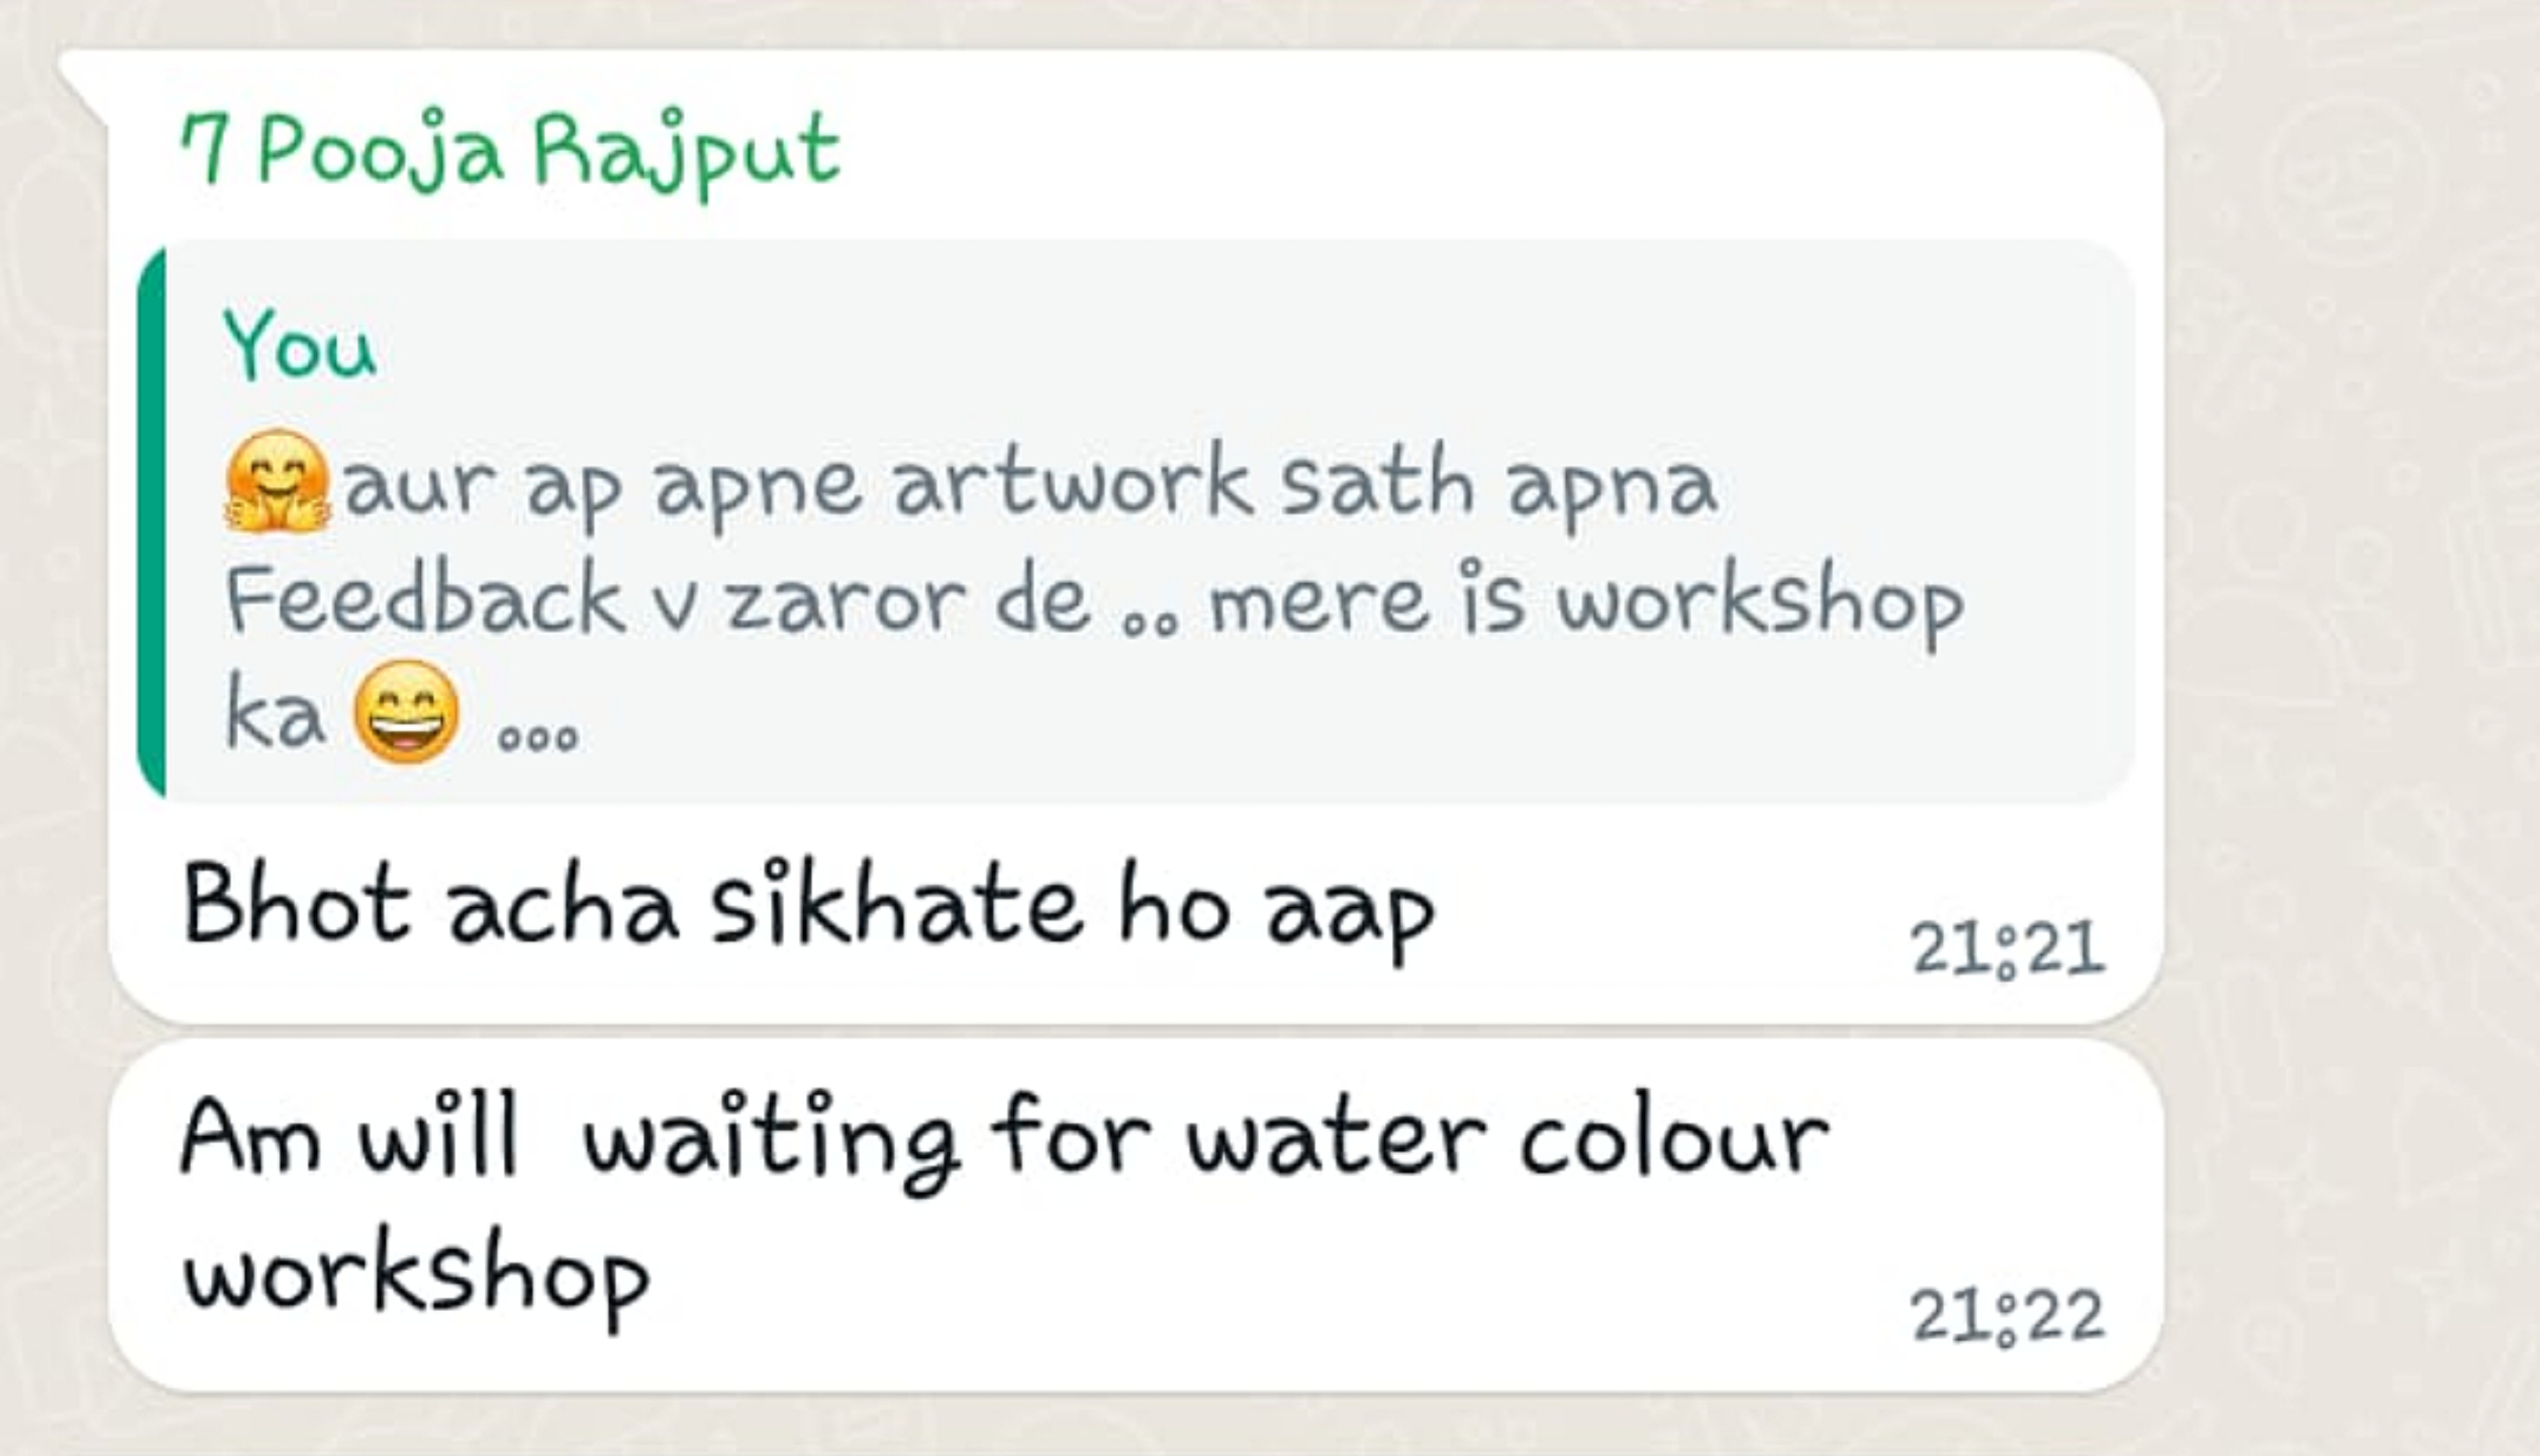 7 Pooja Rajput
You
🤗aur ap apne artwork sath apna
Feedback v zaror de .. mere is workshop
ka 😄 ...
Bhot acha sikhate ho aap
21:21
Am will  waiting for water colour
workshop
21:22